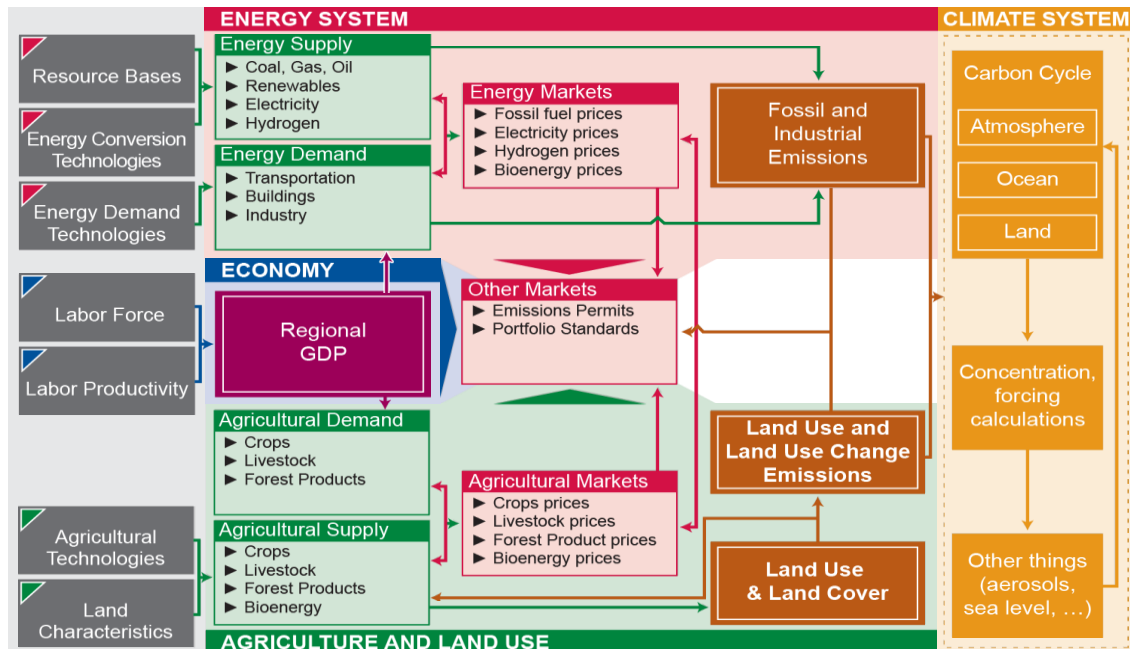 ENERGY SYSTEM
CLIMATE SYSTEM
Resource Bases
Energy Conversion
Technologies
Energy Demand
Technologies
Labor Force
Labor Productivity
Agricultural
Technologies
Land
Characteristics
Energy Supply
► Coal, Gas, Oil
► Renewables
► Electricity
► Hydrogen
Energy Demand
► Transportation
► Buildings
► Industry
Energy Markets
► Fossil fuel prices
► Electricity prices
► Hydrogen prices
► Bioenergy prices
Fossil and
Industrial
Emissions
ECONOMY
Regional
GDP
Other Markets
► Emissions Permits
► Portfolio Standards
Agricultural Demand
► Crops
► Livestock
► Forest Products
Agricultural Supply
► Crops
► Livestock
► Forest Products
► Bioenergy
Agricultural Markets
► Crops prices
► Livestock prices
► Forest Product prices
► Bioenergy prices
Land Use and
Land Use Change
Emissions
Land Use
& Land Cover
AGRICULTURE AND LAND USE
Carbon Cycle
Atmosphere
Ocean
Land
Concentration,
forcing
calculations
Other things
(aerosols,
sea level, …)